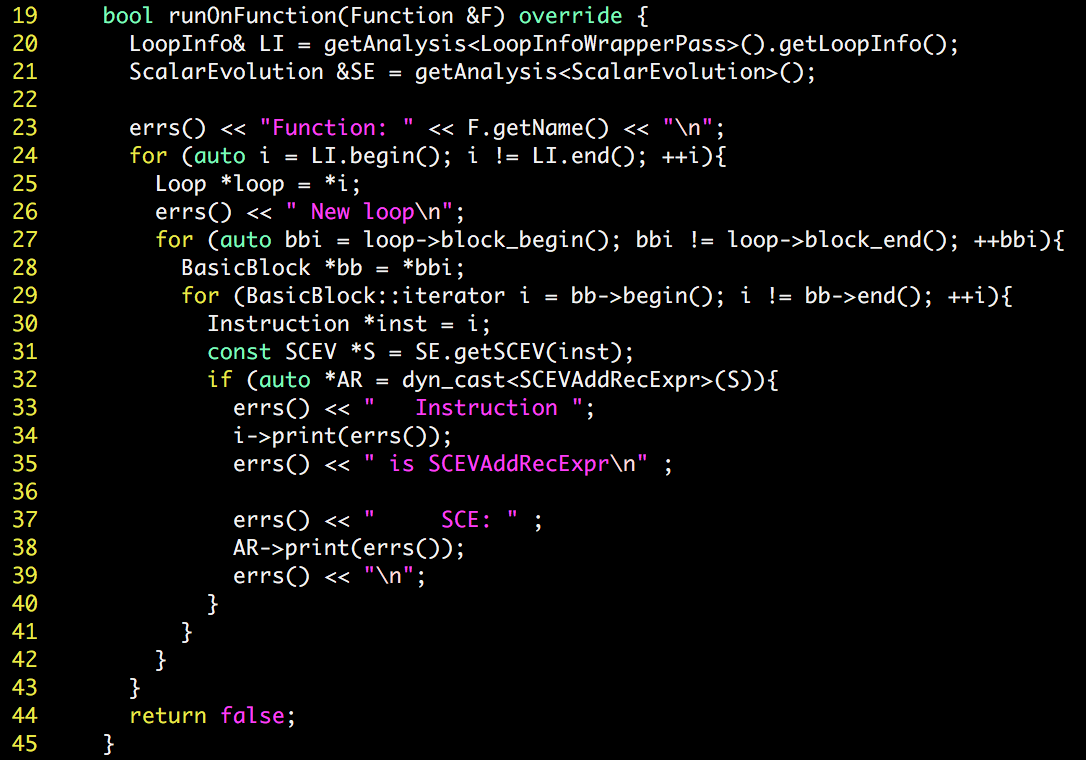 19     bool runOnFunction(Function &F) override {
20       LoopInfo& LI = getAnalysis<LoopInfoWrapperPass>().getLoopInfo();
21       ScalarEvolution &SE = getAnalysis<ScalarEvolution>();
22
23       errs() << "Function: " << F.getName() << "\n";
24       for (auto i = LI.begin(); i != LI.end(); ++i){
25         Loop *loop = *i;
26         errs() << " New loop\n";
27         for (auto bbi = loop->block_begin(); bbi != loop->block_end(); ++bbi){
28           BasicBlock *bb = *bbi;
29           for (BasicBlock::iterator i = bb->begin(); i != bb->end(); ++i){
30             Instruction *inst = i;
31             const SCEV *S = SE.getSCEV(inst);
32             if (auto *AR = dyn_cast<SCEVAddRecExpr>(S)){
33               errs() << "   Instruction ";
34               i->print(errs());
35               errs() << " is SCEVAddRecExpr\n" ;
36
37               errs() << "     SCE: " ;
38               AR->print(errs());
39               errs() << "\n";
40             }
41           }
42         }
43       }
44       return false;
45     }